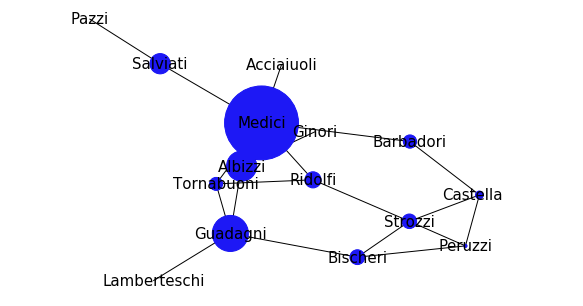 Pazzi
Salviati
Acciaiuoli
Medici
Ginori
Barbadori
Albizzi
Tornabuoni
Ridolfi
Castella
Strozzi
Guadagni
Peruzzi
Bischeri
Lamberteschi